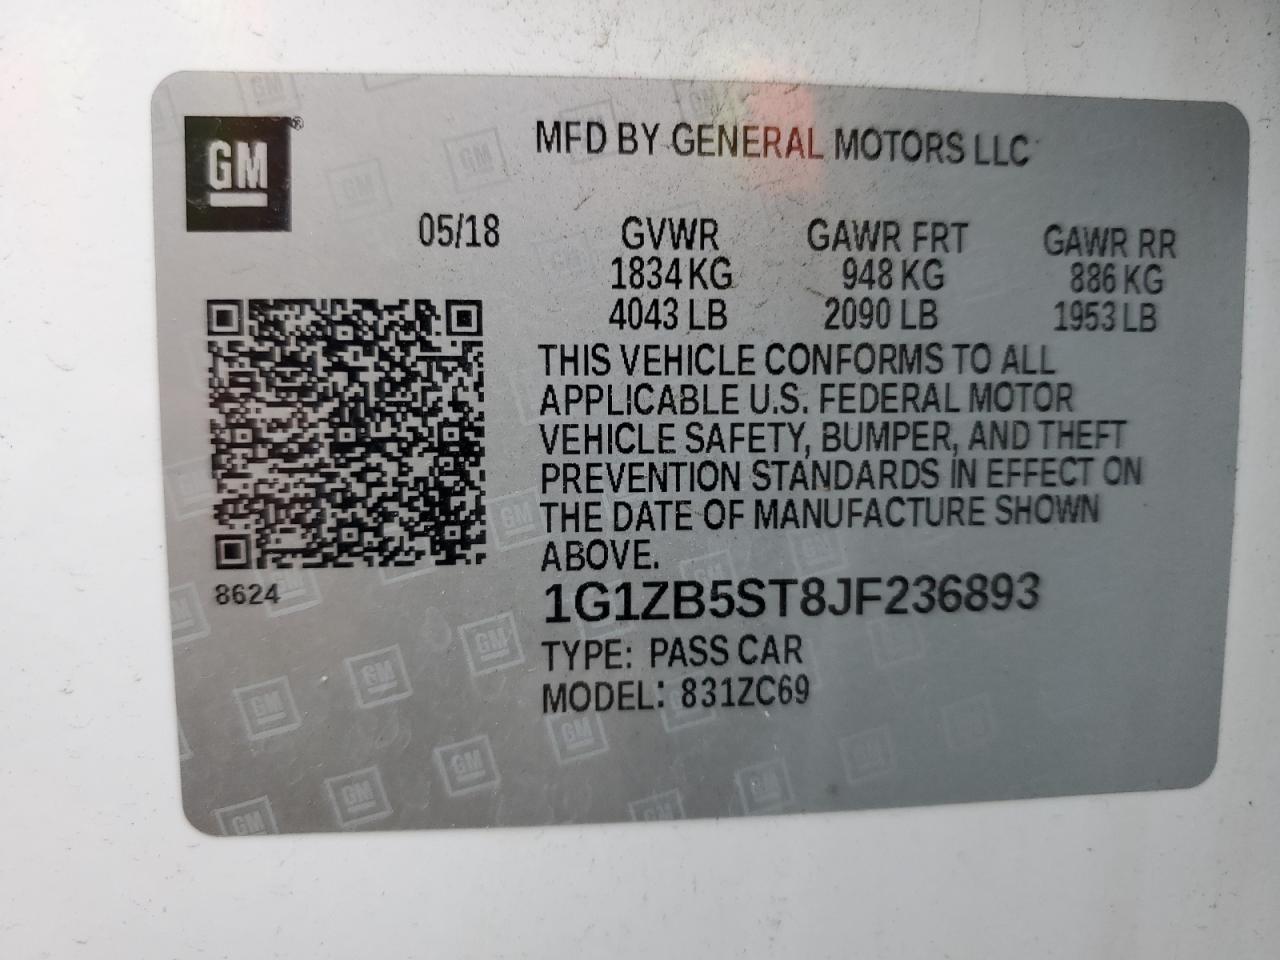 GM®
MFD BY GENERAL MOTORS LLC
05/18 GVWR GAWR FRT GAWR RR
1834 KG 948 KG 886 KG
4043 LB 2090 LB 1953 LB
THIS VEHICLE CONFORMS TO ALL
APPLICABLE U.S. FEDERAL MOTOR
VEHICLE SAFETY, BUMPER, AND THEFT
PREVENTION STANDARDS IN EFFECT ON
THE DATE OF MANUFACTURE SHOWN
ABOVE.
8624
1G1ZB5ST8JF236893
TYPE: PASS CAR
MODEL: 831ZC69